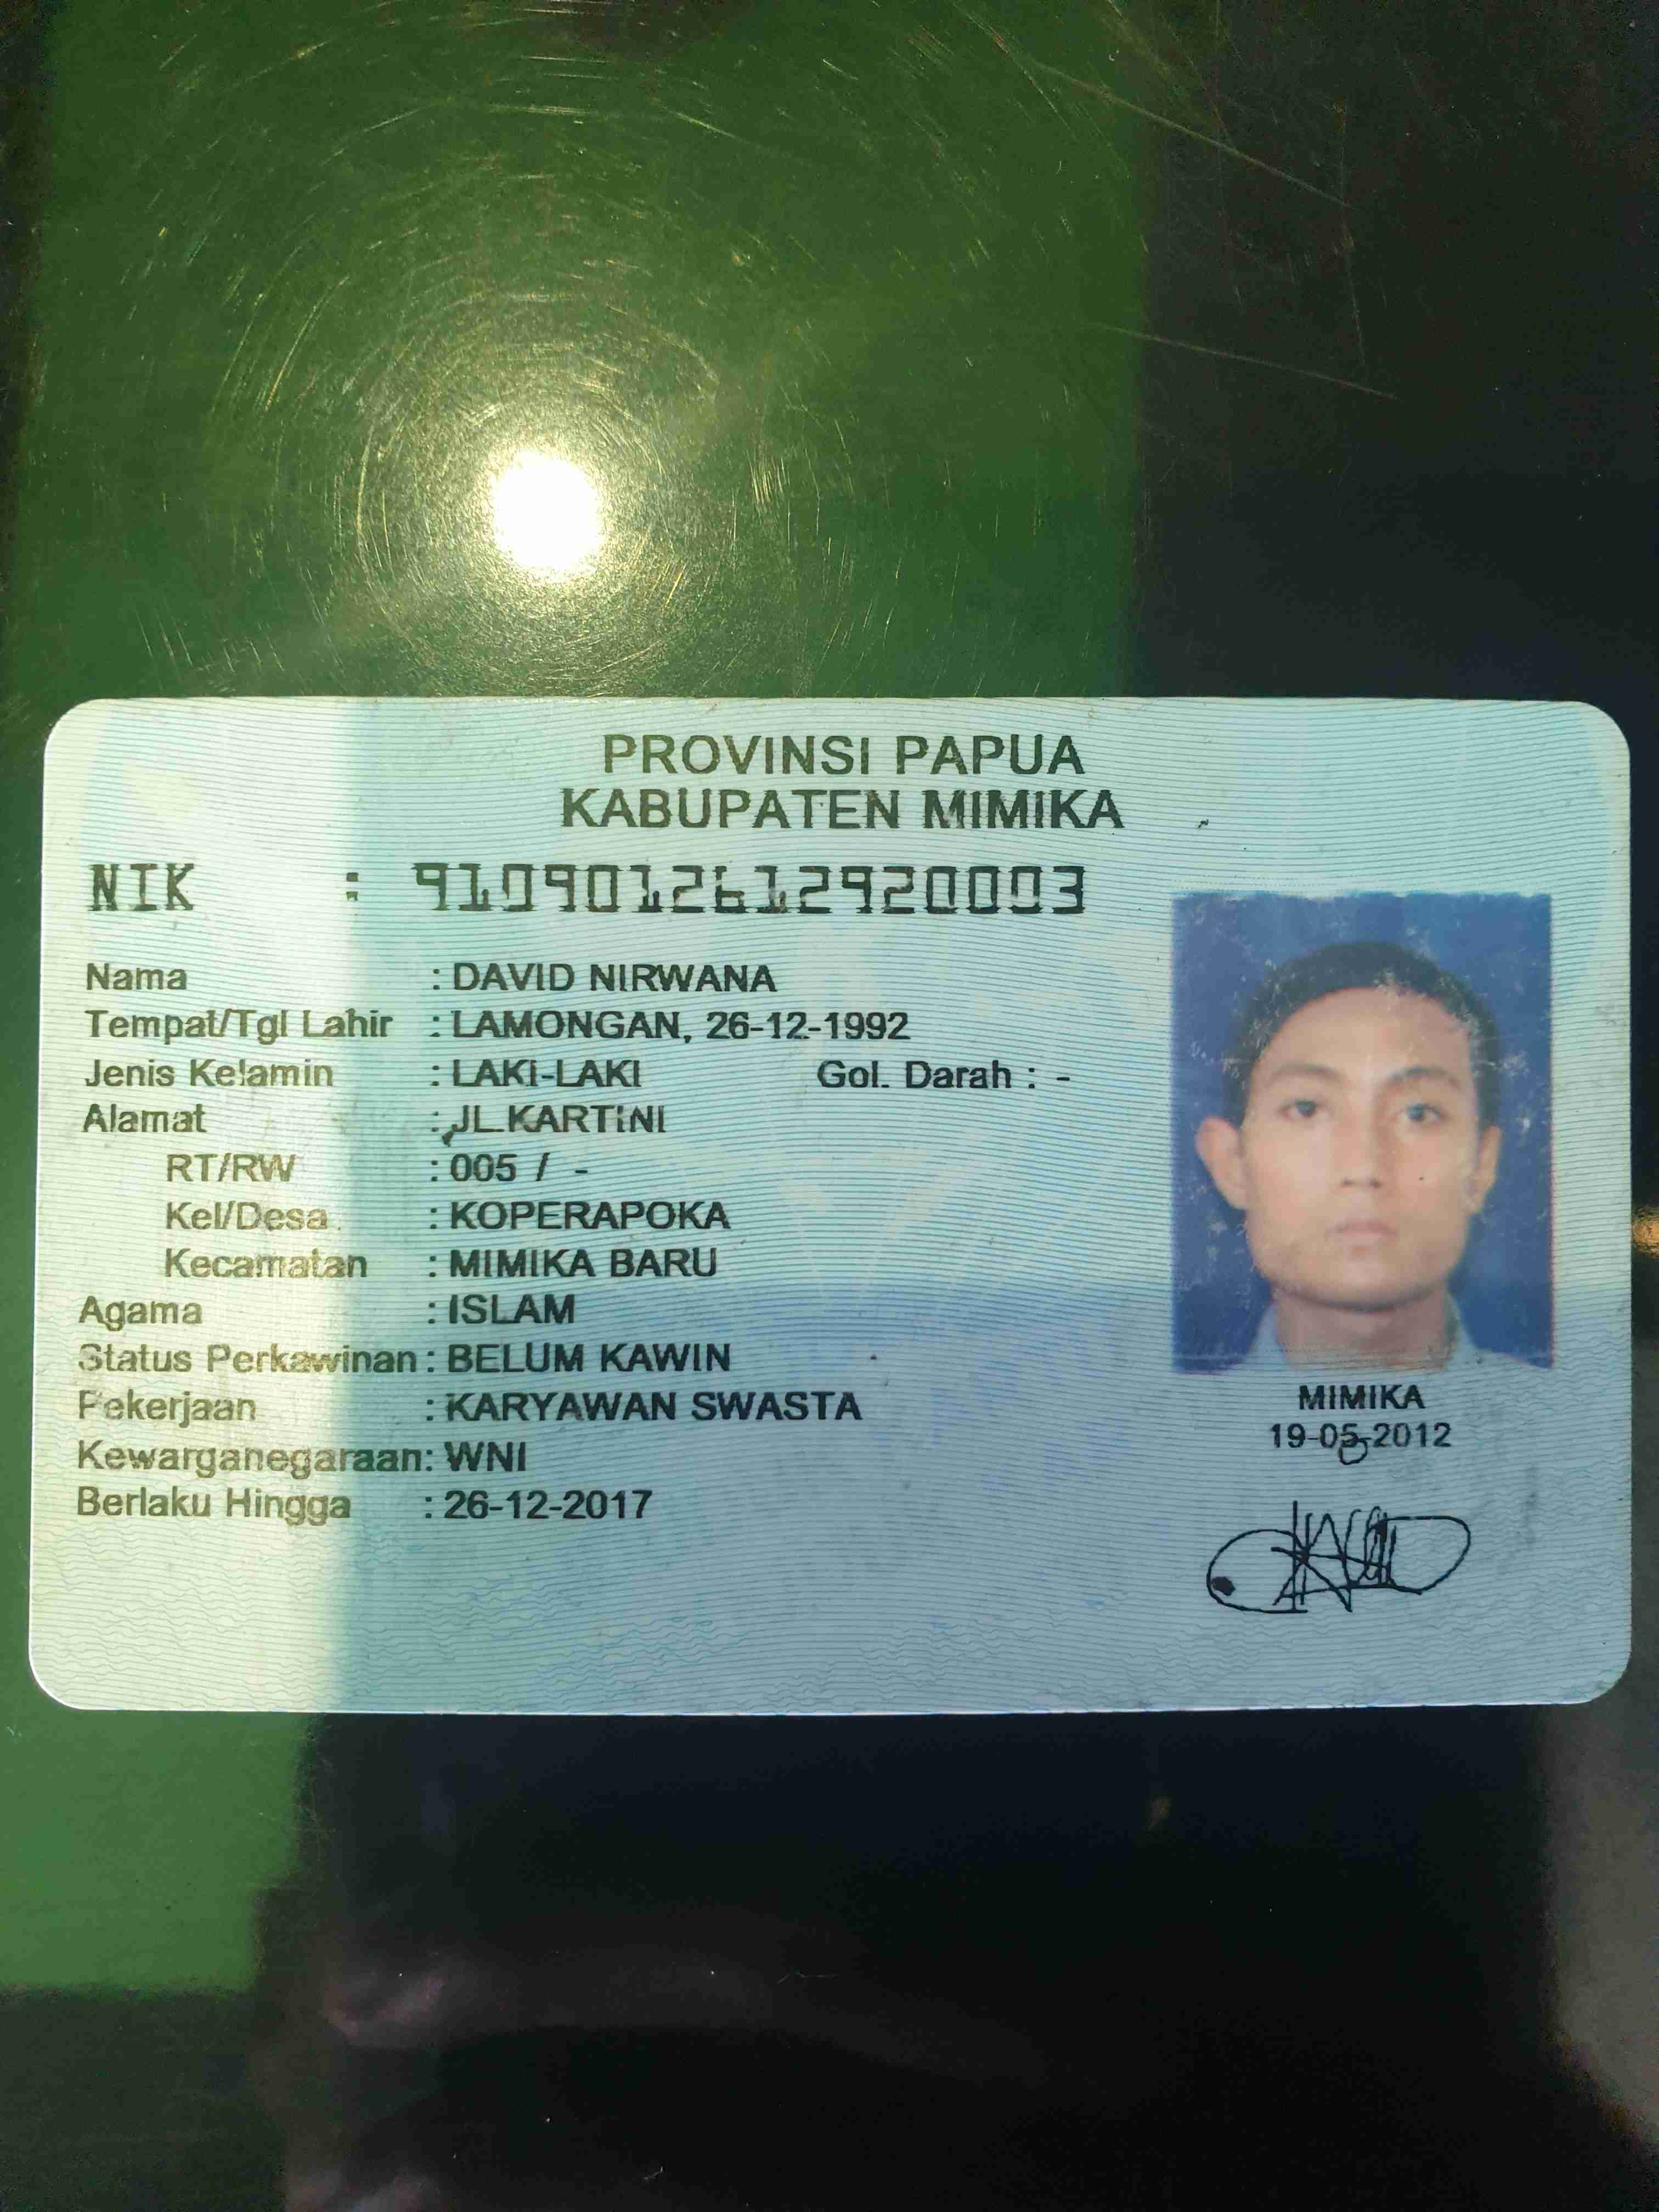 PROVINSI PAPUA
KABUPATEN MIMIKA
NIK : 9109012612920003
Nama : DAVID NIRWANA
Tempat/Tgl Lahir : LAMONGAN, 26-12-1992
Jenis Kelamin : LAKI-LAKI Gol. Darah : -
Alamat : JL.KARTINI
RT/RW : 005 / -
Kel/Desa : KOPERAPOKA
Kecamatan : MIMIKA BARU
Agama : ISLAM
Status Perkawinan : BELUM KAWIN
Pekerjaan : KARYAWAN SWASTA
Kewarganegaraan: WNI
Berlaku Hingga : 26-12-2017
MIMIKA
19-05-2012